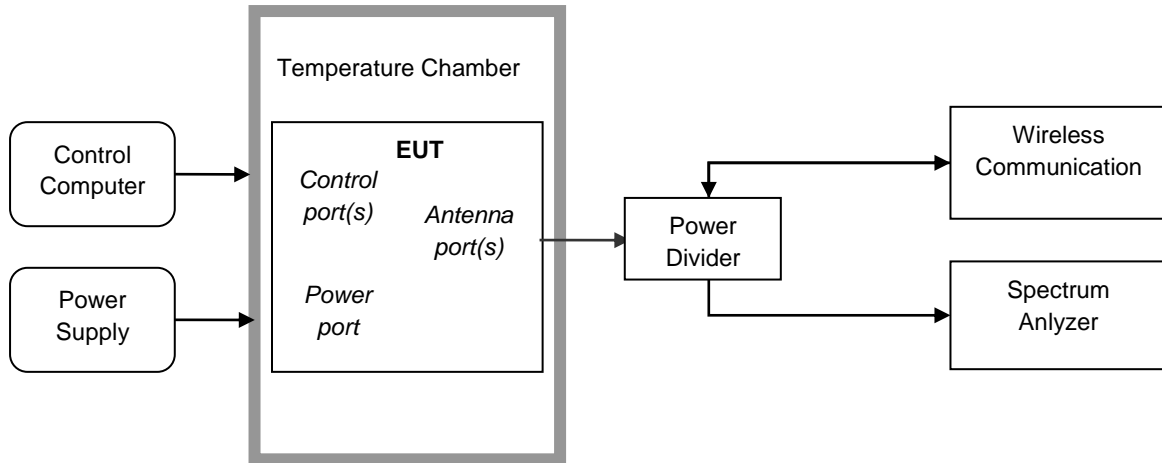 Temperature Chamber
Control
Computer
Power
Supply
EUT
Control
port(s)
Antenna
port(s)
Power
port
Power
Divider
Wireless
Communication
Spectrum
Anlyzer